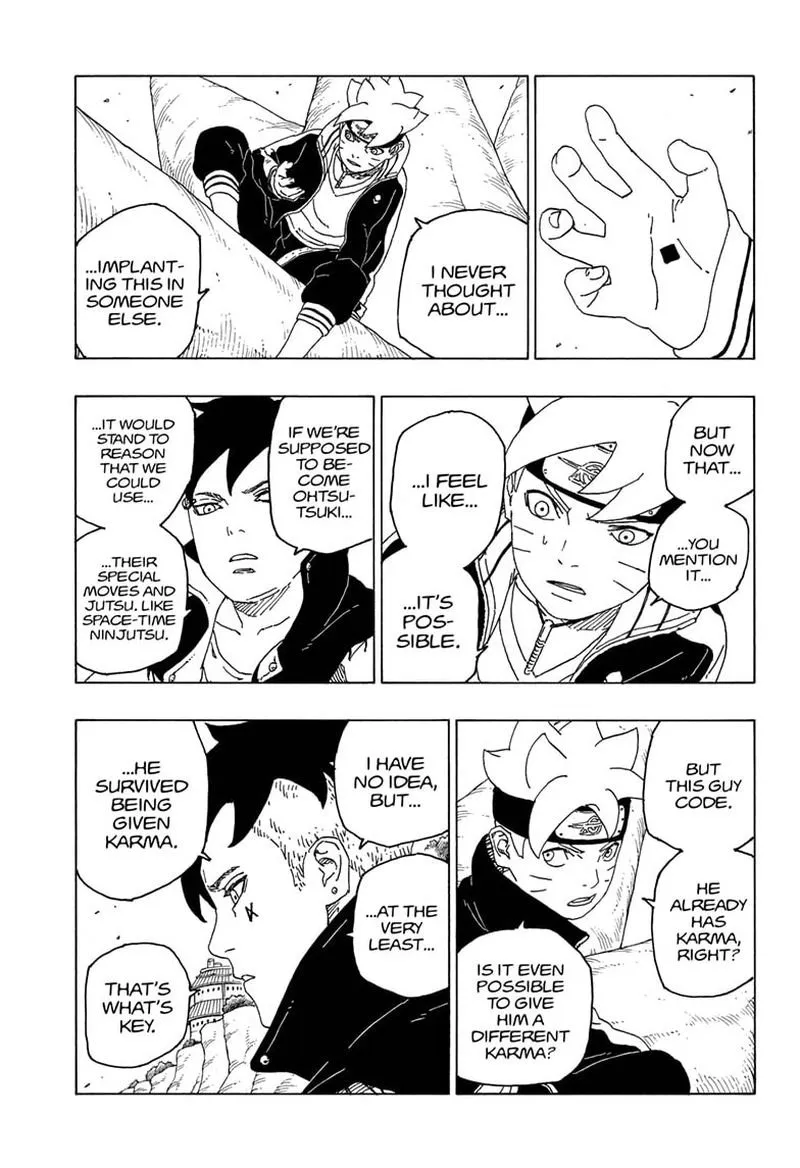 I NEVER
THOUGHT
ABOUT...
...IMPLANT-
ING THIS IN
SOMEONE
ELSE.
BUT
NOW
THAT...
...YOU
MENTION
IT...
...I FEEL
LIKE...
...IT'S
POS-
SIBLE.
IF WE'RE
SUPPOSED
TO BE-
COME
OHTSU-
TSUKI...
...IT WOULD
STAND TO
REASON
THAT WE
COULD
USE...
...THEIR
SPECIAL
MOVES AND
JUTSU. LIKE
SPACE-TIME
NINJUTSU.
BUT
THIS GUY
CODE.
HE
ALREADY
HAS
KARMA,
RIGHT?
IS IT EVEN
POSSIBLE
TO GIVE
HIM A
DIFFERENT
KARMA?
I HAVE
NO IDEA,
BUT...
...AT THE
VERY
LEAST...
...HE
SURVIVED
BEING
GIVEN
KARMA.
THAT'S
WHAT'S
KEY.